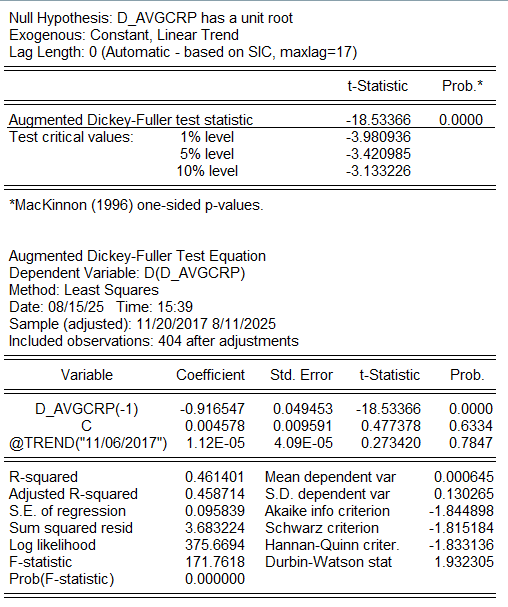 Null Hypothesis: D_AVGCRP has a unit root
Exogenous: Constant, Linear Trend
Lag Length: 0 (Automatic - based on SIC, maxlag=17)
t-Statistic Prob.*
Augmented Dickey-Fuller test statistic -18.53366 0.0000
Test critical values: 1% level -3.980936
5% level -3.420985
10% level -3.133226
*MacKinnon (1996) one-sided p-values.
Augmented Dickey-Fuller Test Equation
Dependent Variable: D(D_AVGCRP)
Method: Least Squares
Date: 08/15/25 Time: 15:39
Sample (adjusted): 11/20/2017 8/11/2025
Included observations: 404 after adjustments
Variable Coefficient Std. Error t-Statistic Prob.
D_AVGCRP(-1) -0.916547 0.049453 -18.53366 0.0000
C 0.004578 0.009591 0.477378 0.6334
@TREND("11/06/2017") 1.12E-05 4.09E-05 0.273420 0.7847
R-squared 0.461401 Mean dependent var 0.000645
Adjusted R-squared 0.458714 S.D. dependent var 0.130265
S.E. of regression 0.095839 Akaike info criterion -1.844898
Sum squared resid 3.683224 Schwarz criterion -1.815184
Log likelihood 375.6694 Hannan-Quinn criter. -1.833136
F-statistic 171.7618 Durbin-Watson stat 1.932305
Prob(F-statistic) 0.000000